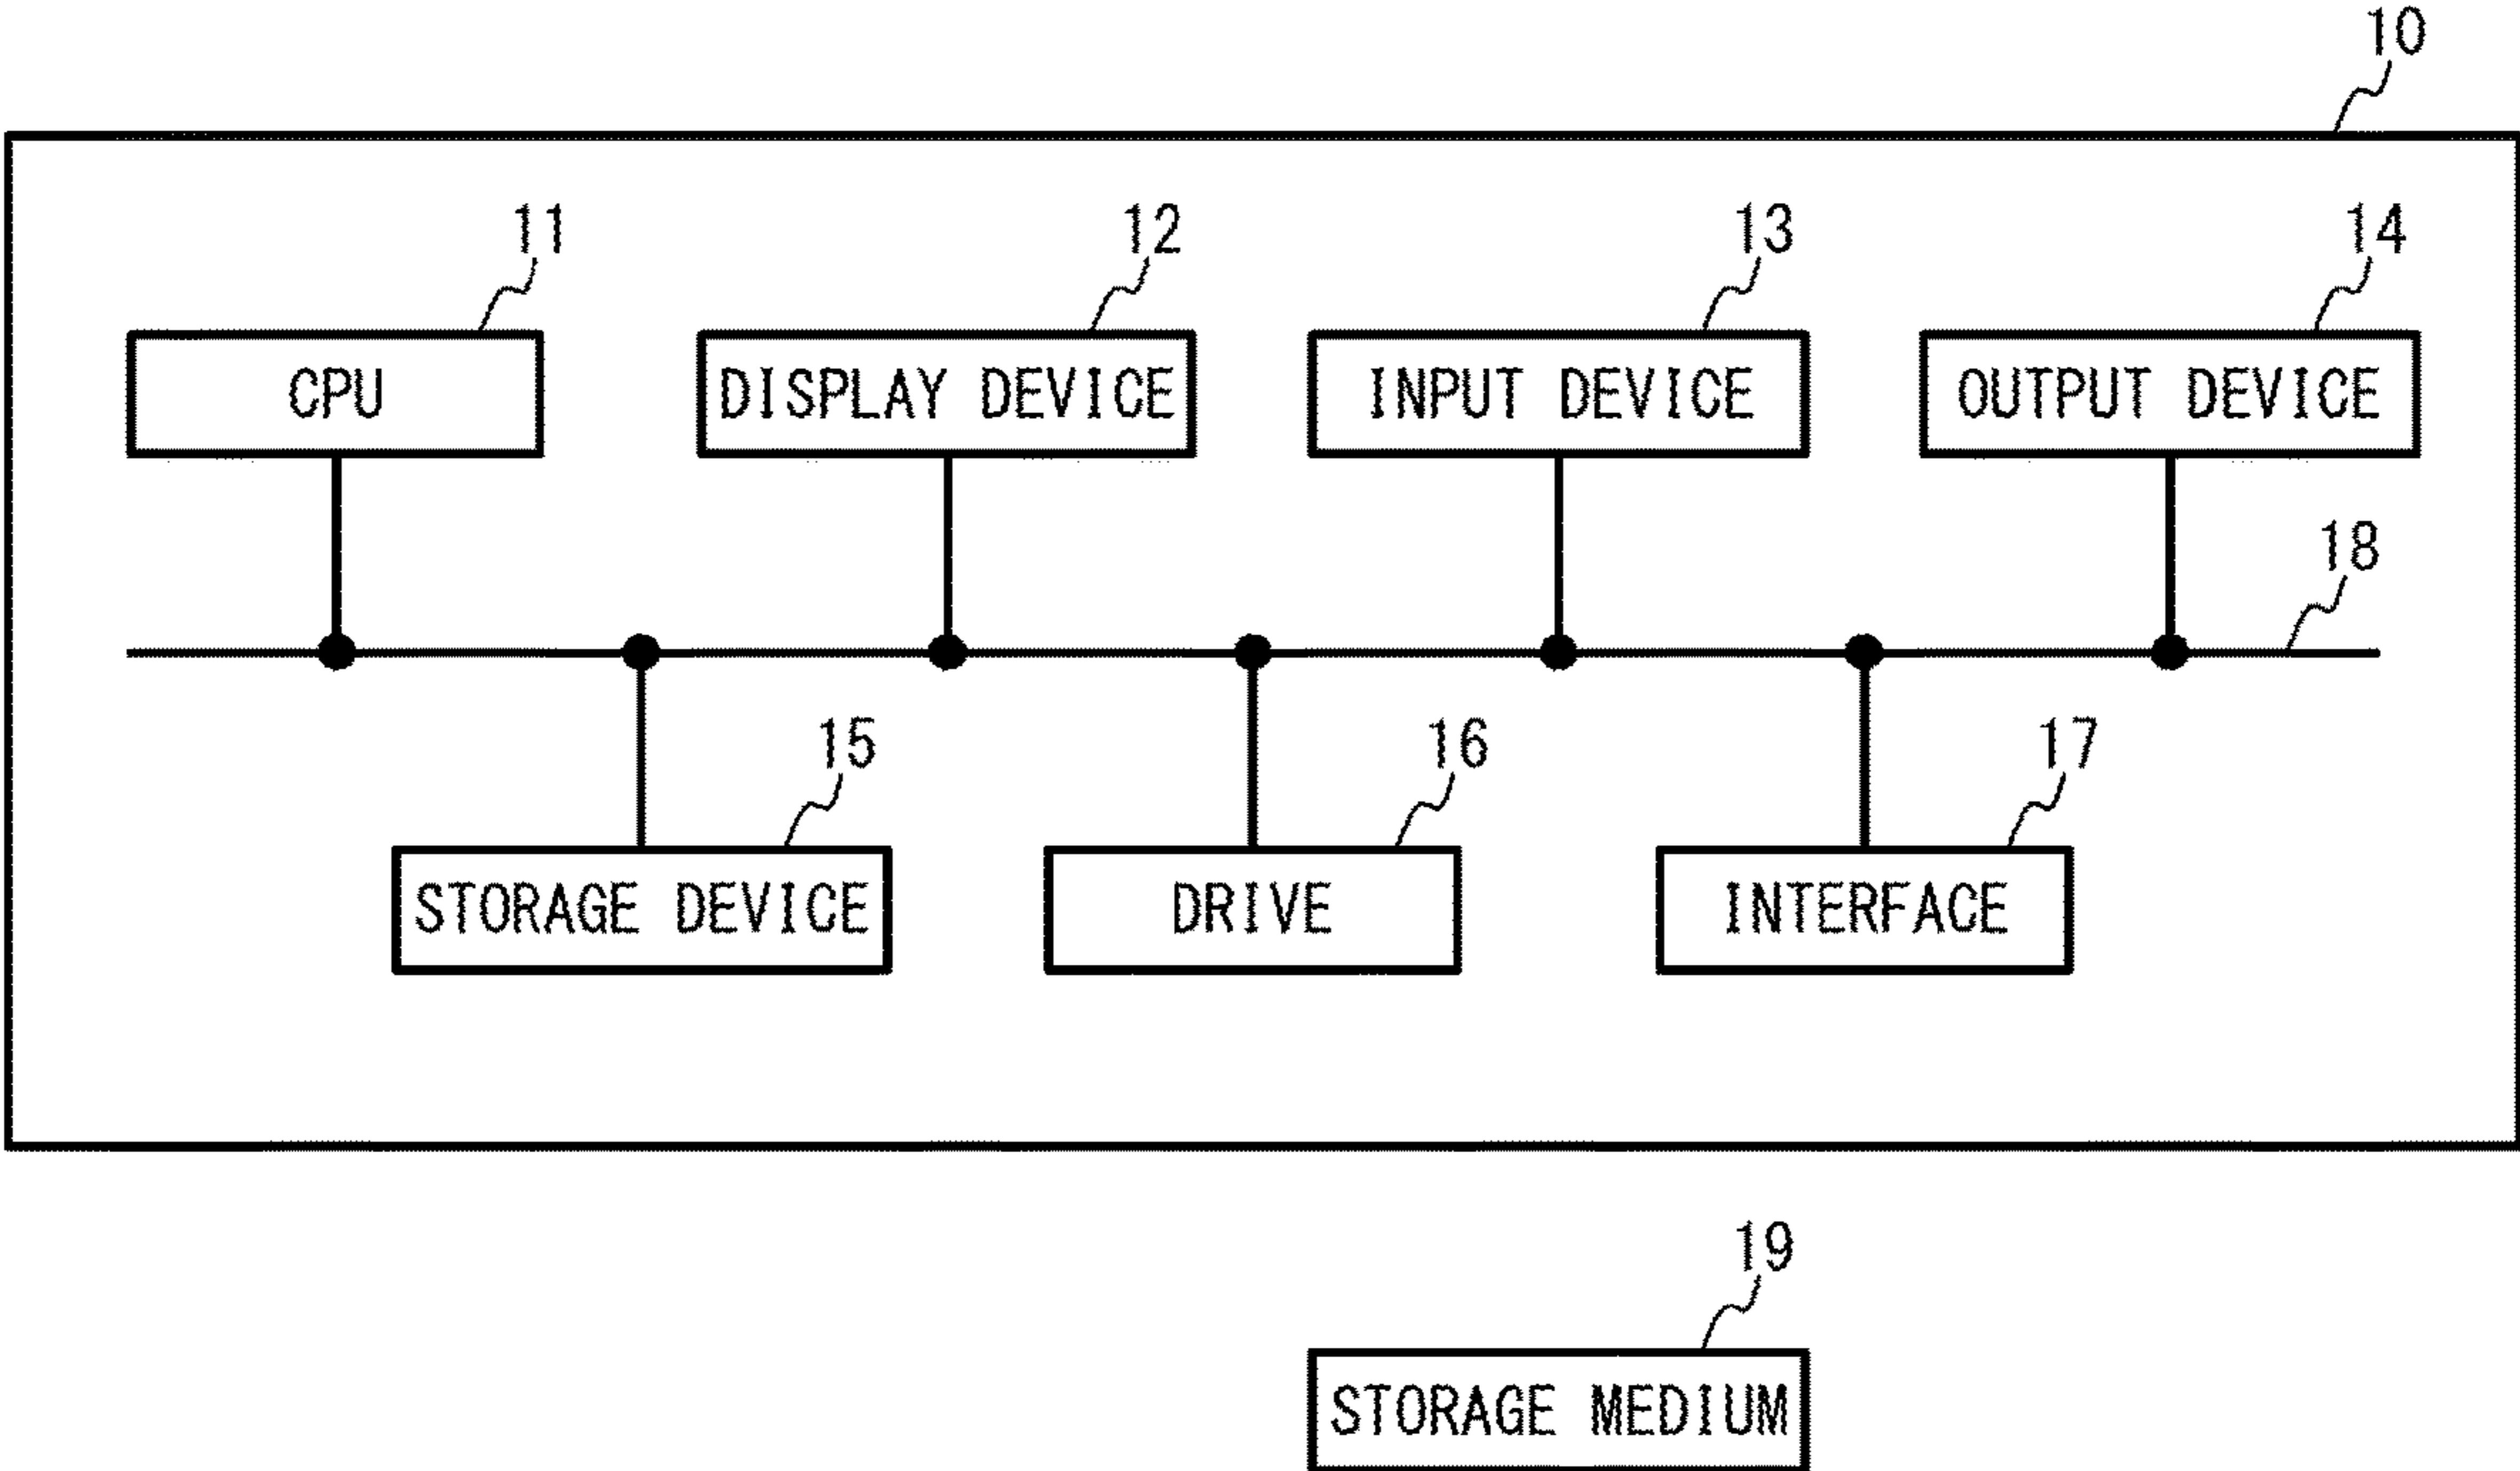 10
11
12
13
14
CPU
DISPLAY DEVICE
INPUT DEVICE
OUTPUT DEVICE
18
15
16
17
STORAGE DEVICE
DRIVE
INTERFACE
19
STORAGE MEDIUM